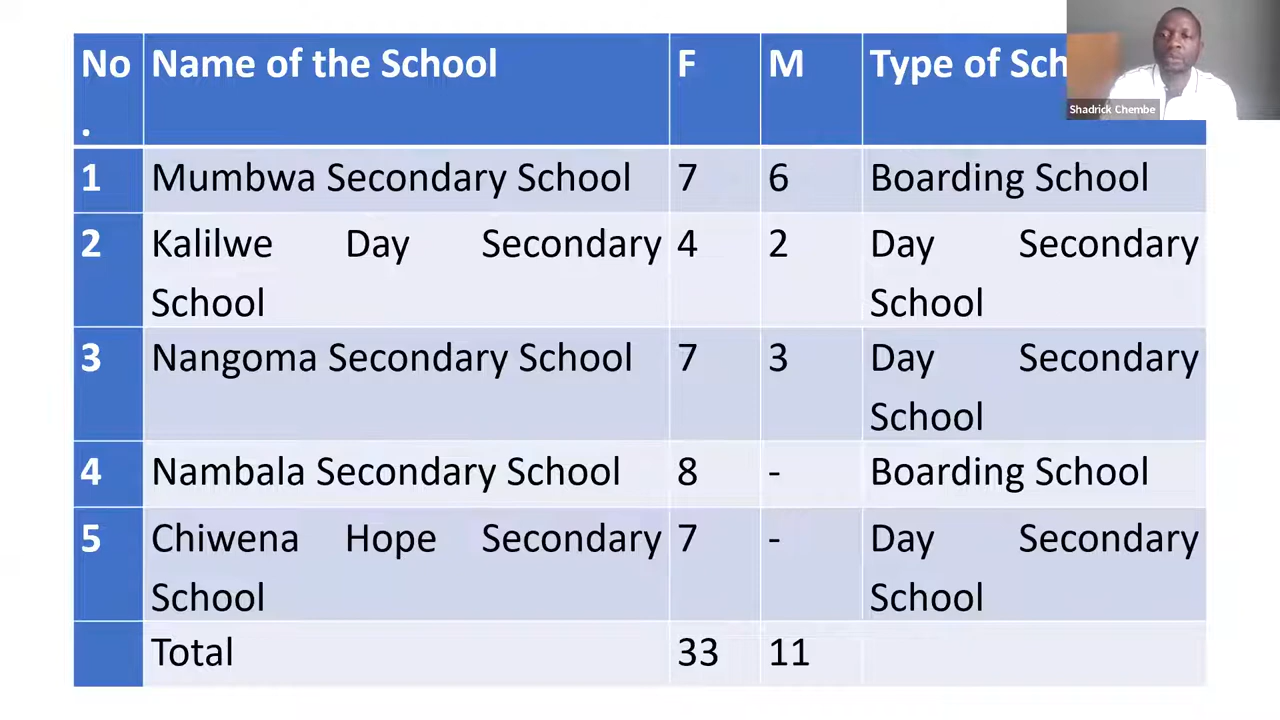 No. Name of the School F M Type of Sch
Shadrick Chembe
1 Mumbwa Secondary School 7 6 Boarding School
2 Kalilwe Day Secondary School 4 2 Day Secondary School
3 Nangoma Secondary School 7 3 Day Secondary School
4 Nambala Secondary School 8 - Boarding School
5 Chiwena Hope Secondary School 7 - Day Secondary School
Total 33 11